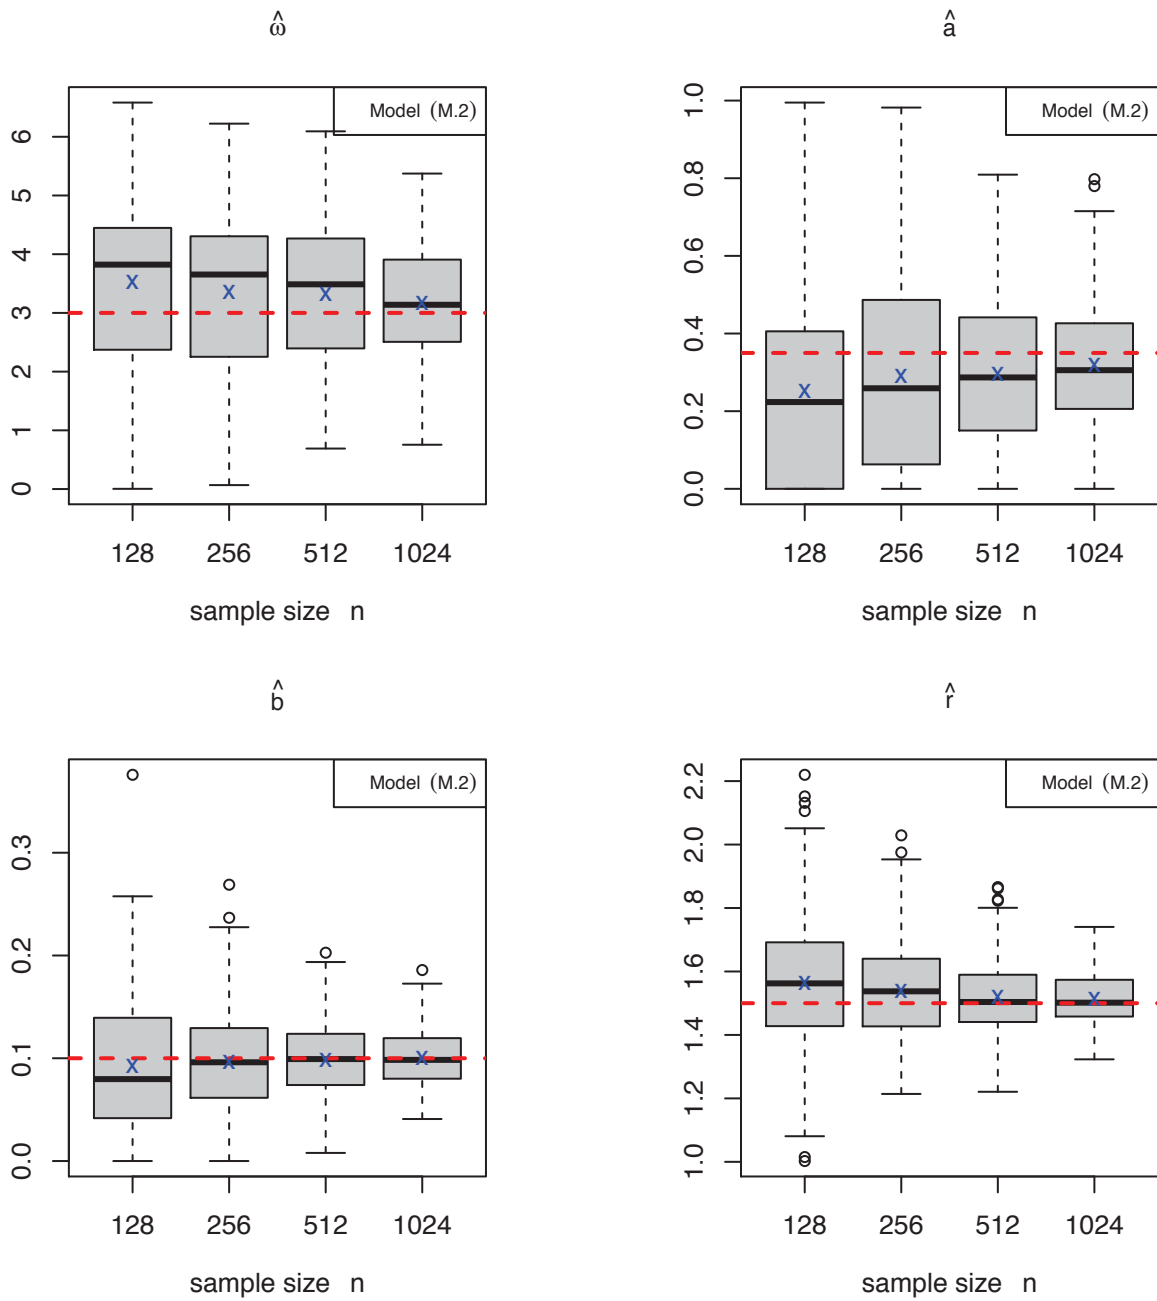 ω̂
Model (M.2)
0 1 2 3 4 5 6
128 256 512 1024
sample size n
â
Model (M.2)
0.0 0.2 0.4 0.6 0.8 1.0
128 256 512 1024
sample size n
b̂
Model (M.2)
0.0 0.1 0.2 0.3
128 256 512 1024
sample size n
r̂
Model (M.2)
1.0 1.2 1.4 1.6 1.8 2.0 2.2
128 256 512 1024
sample size n